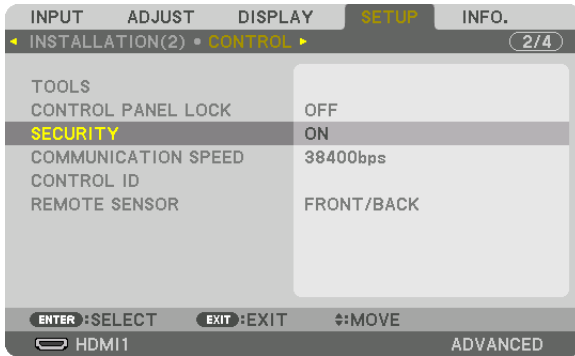 INPUT ADJUST DISPLAY SETUP INFO.
INSTALLATION(2) • CONTROL 2/4
TOOLS
CONTROL PANEL LOCK OFF
SECURITY ON
COMMUNICATION SPEED 38400bps
CONTROL ID
REMOTE SENSOR FRONT/BACK
ENTER :SELECT EXIT :EXIT :MOVE
HDMI1 ADVANCED